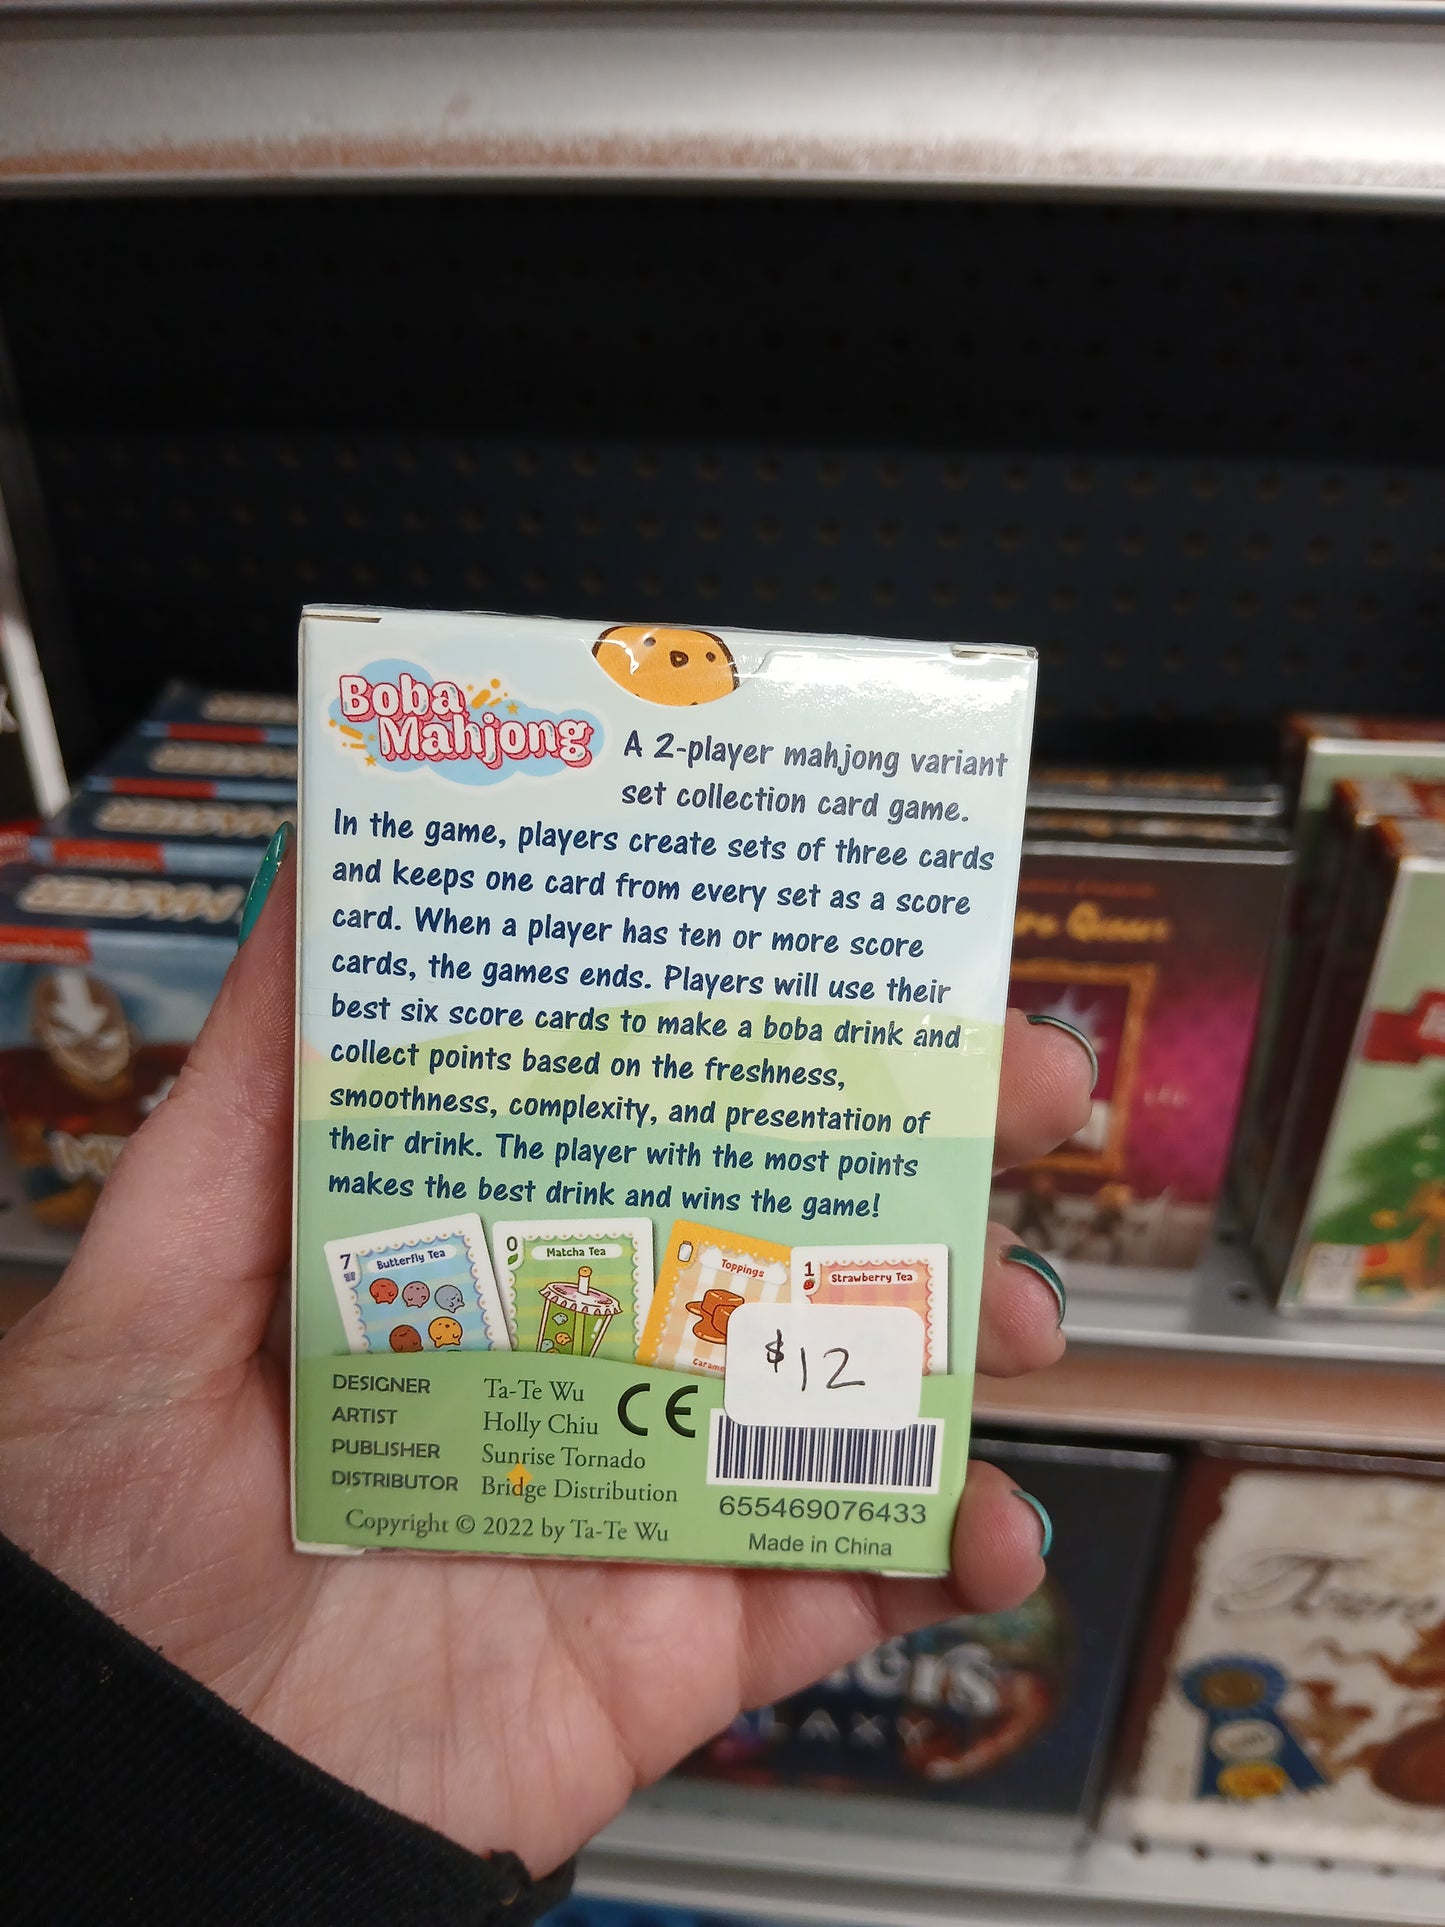 Boba
Mahjong
A 2-player mahjong variant
set collection card game.
In the game, players create sets of three cards
and keeps one card from every set as a score
card. When a player has ten or more score
cards, the games ends. Players will use their
best six score cards to make a boba drink and
collect points based on the freshness,
smoothness, complexity, and presentation of
their drink. The player with the most points
makes the best drink and wins the game!
7 Butterfly Tea
0 Matcha Tea
Toppings
1 Strawberry Tea
$12
DESIGNER Ta-Te Wu
ARTIST Holly Chiu
PUBLISHER Sunrise Tornado
DISTRIBUTOR Bridge Distribution
Copyright © 2022 by Ta-Te Wu
CE
655469076433
Made in China
GALAXY